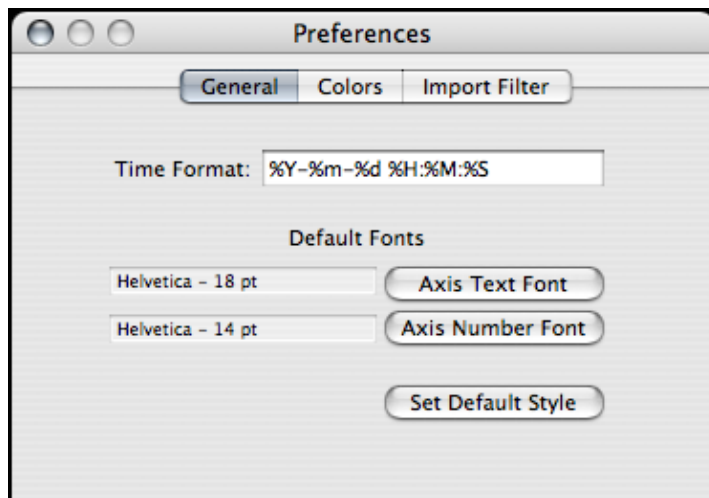 Preferences
General Colors Import Filter
Time Format: %Y-%m-%d %H:%M:%S
Default Fonts
Helvetica - 18 pt Axis Text Font
Helvetica - 14 pt Axis Number Font
Set Default Style